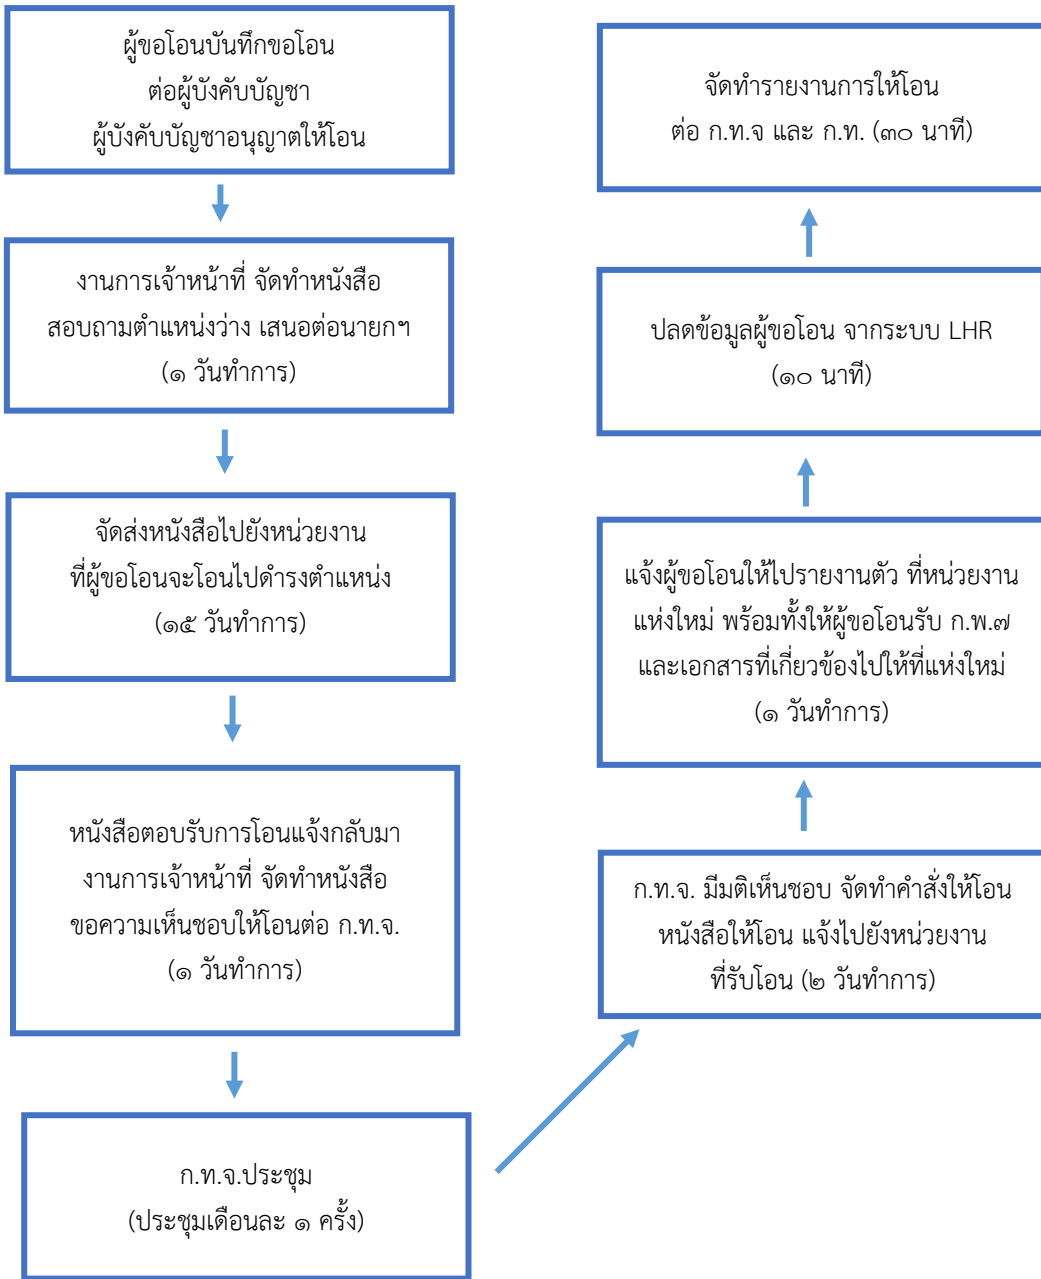 ผู้ขอโอนบันทึกขอโอน
ต่อผู้บังคับบัญชา
ผู้บังคับบัญชาอนุญาตให้โอน
งานการเจ้าหน้าที่ จัดทำหนังสือ
สอบถามตำแหน่งว่าง เสนอต่อนายกฯ
(๑ วันทำการ)
จัดส่งหนังสือไปยังหน่วยงาน
ที่ผู้ขอโอนจะโอนไปดำรงตำแหน่ง
(๑๕ วันทำการ)
หนังสือตอบรับการโอนแจ้งกลับมา
งานการเจ้าหน้าที่ จัดทำหนังสือ
ขอความเห็นชอบให้โอนต่อ ก.ท.จ.
(๑ วันทำการ)
ก.ท.จ.ประชุม
(ประชุมเดือนละ ๑ ครั้ง)
ก.ท.จ. มีมติเห็นชอบ จัดทำคำสั่งให้โอน
หนังสือให้โอน แจ้งไปยังหน่วยงาน
ที่รับโอน (๒ วันทำการ)
แจ้งผู้ขอโอนให้ไปรายงานตัว ที่หน่วยงาน
แห่งใหม่ พร้อมทั้งให้ผู้ขอโอนรับ ก.พ.๗
และเอกสารที่เกี่ยวข้องไปให้ที่แห่งใหม่
(๑ วันทำการ)
ปลดข้อมูลผู้ขอโอน จากระบบ LHR
(๑๐ นาที)
จัดทำรายงานการให้โอน
ต่อ ก.ท.จ และ ก.ท. (๓๐ นาที)